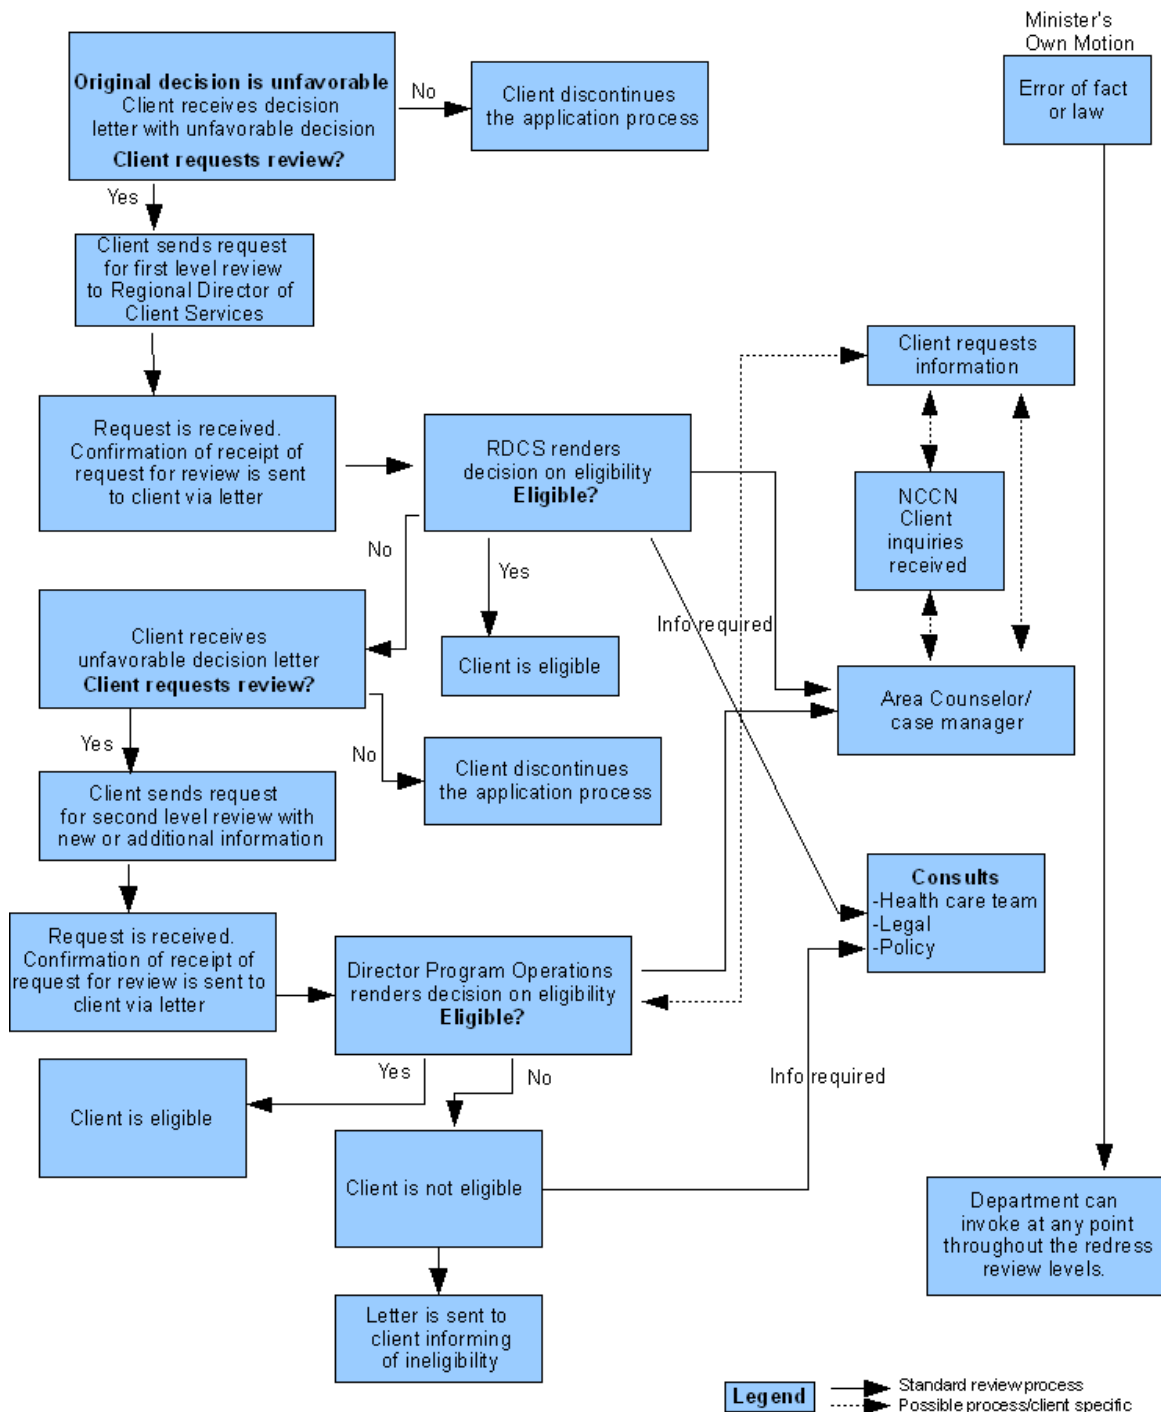 Minister's
Own Motion
Original decision is unfavorable
Client receives decision
letter with unfavorable decision
Client requests review?
No
Client discontinues
the application process
Error of fact
or law
Yes
Client sends request
for first level review
to Regional Director of
Client Services
Client requests
information
Request is received.
Confirmation of receipt of
request for review is sent
to client via letter
RDCS renders
decision on eligibility
Eligible?
NCCN
Client
inquiries
received
No
Yes
Info required
Client receives
unfavorable decision letter
Client requests review?
Client is eligible
Area Counselor/
case manager
Yes
No
Client discontinues
the application process
Client sends request
for second level review with
new or additional information
Consults
-Health care team
-Legal
-Policy
Request is received.
Confirmation of receipt of
request for review is sent to
client via letter
Director Program Operations
renders decision on eligibility
Eligible?
Yes
No
Info required
Client is eligible
Client is not eligible
Department can
invoke at any point
throughout the redress
review levels.
Letter is sent to
client informing
of ineligibility
Legend
Standard review process
Possible process/client specific